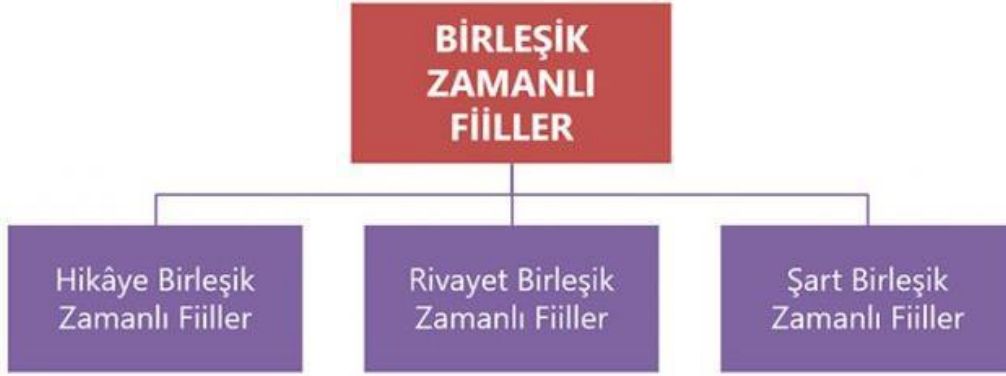 BİRLEŞİK
ZAMANLI
FİİLLER
Hikâye Birleşik
Zamanlı Fiiller
Rivayet Birleşik
Zamanlı Fiiller
Şart Birleşik
Zamanlı Fiiller